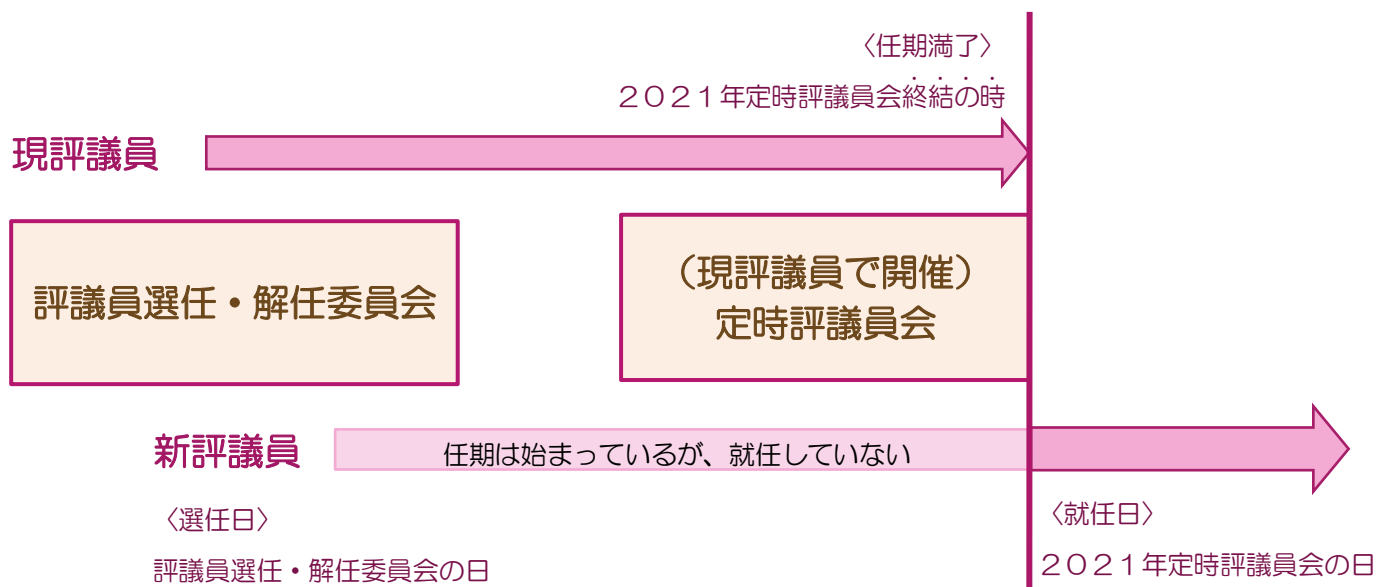 〈任期満了〉
２０２１年定時評議員会終結の時
現評議員
評議員選任・解任委員会
（現評議員で開催）
定時評議員会
新評議員
任期は始まっているが、就任していない
〈選任日〉
評議員選任・解任委員会の日
〈就任日〉
２０２１年定時評議員会の日